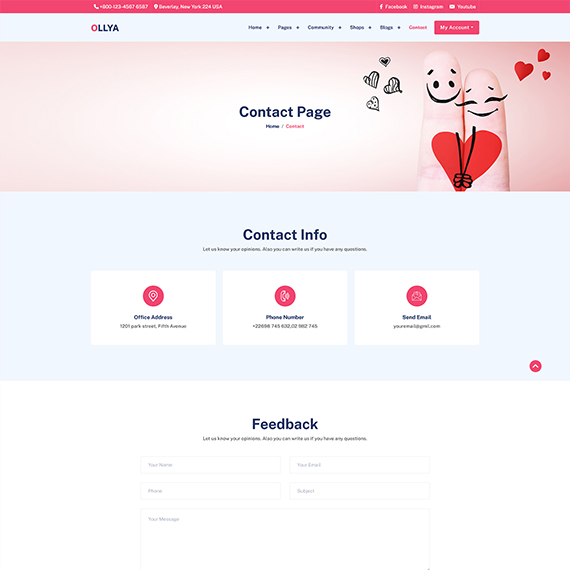 +800-123-4567 6587 Beverley, New York 224 USA Facebook Instagram Youtube
OLLYA Home + Pages + Community + Shops + Blogs + Contact My Account
Contact Page
Home / Contact
Contact Info
Let us know your opinions. Also you can write us if you have any questions.
Office Address Phone Number Send Email
1201 park street, Fifth Avenue +22698 745 632,02 982 745 youremail@gmil.com
Feedback
Let us know your opinions. Also you can write us if you have any questions.
Your Name Your Email
Phone Subject
Your Message